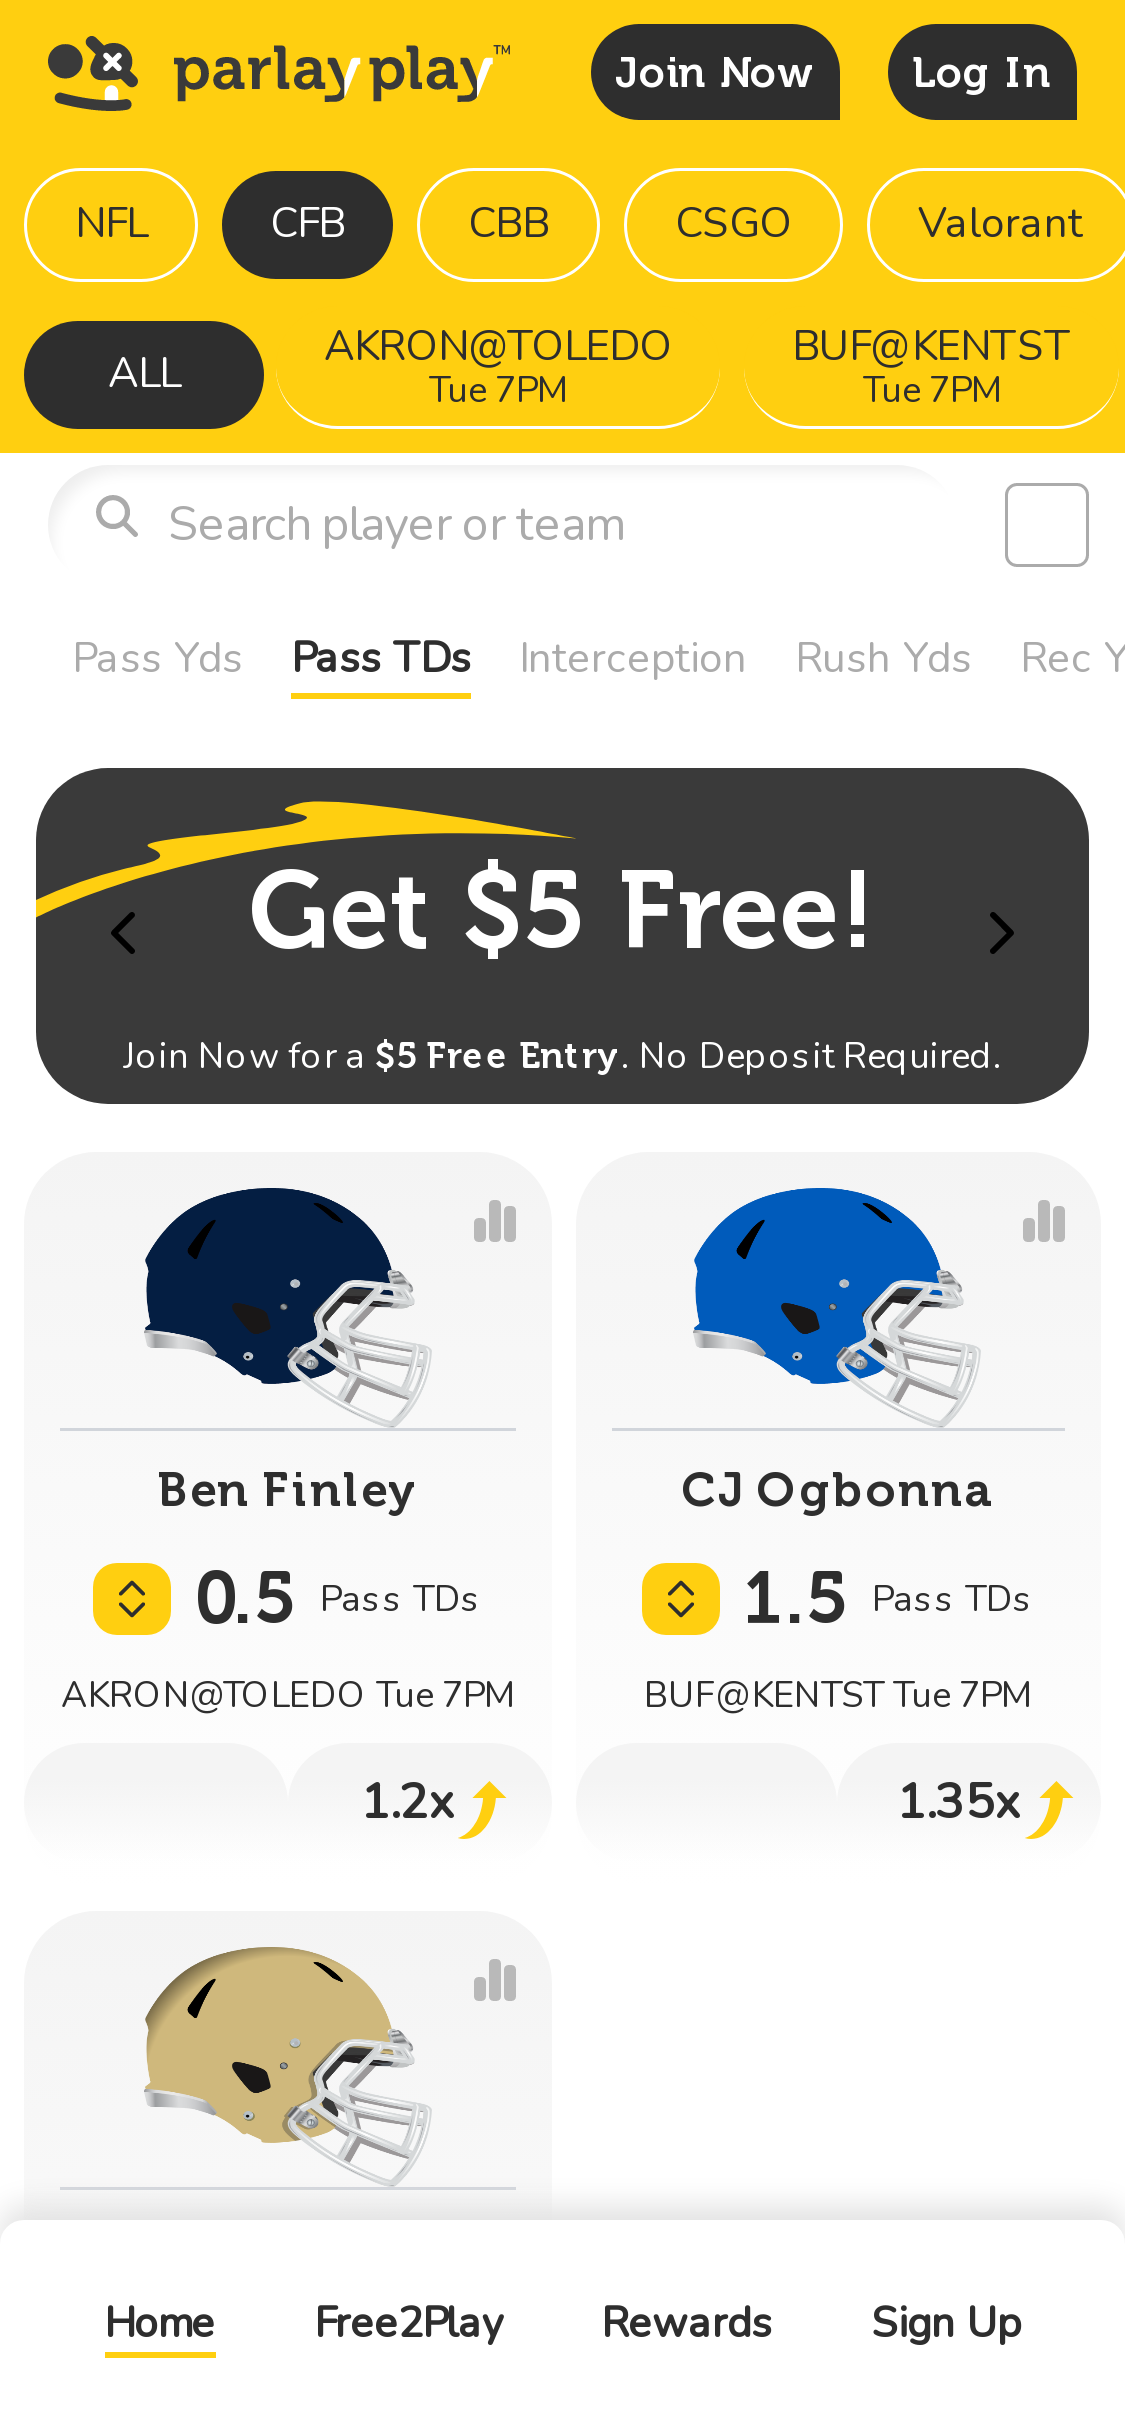 parlay play™
Join Now
Log In
NFL
CFB
CBB
CSGO
Valorant
ALL
AKRON@TOLEDO
Tue 7PM
BUF@KENTST
Tue 7PM
Search player or team
Pass Yds
Pass TDs
Interception
Rush Yds
Rec Y
Get $5 Free!
Join Now for a $5 Free Entry. No Deposit Required.
Ben Finley
0.5 Pass TDs
AKRON@TOLEDO Tue 7PM
1.2x
CJ Ogbonna
1.5 Pass TDs
BUF@KENTST Tue 7PM
1.35x
Home
Free2Play
Rewards
Sign Up